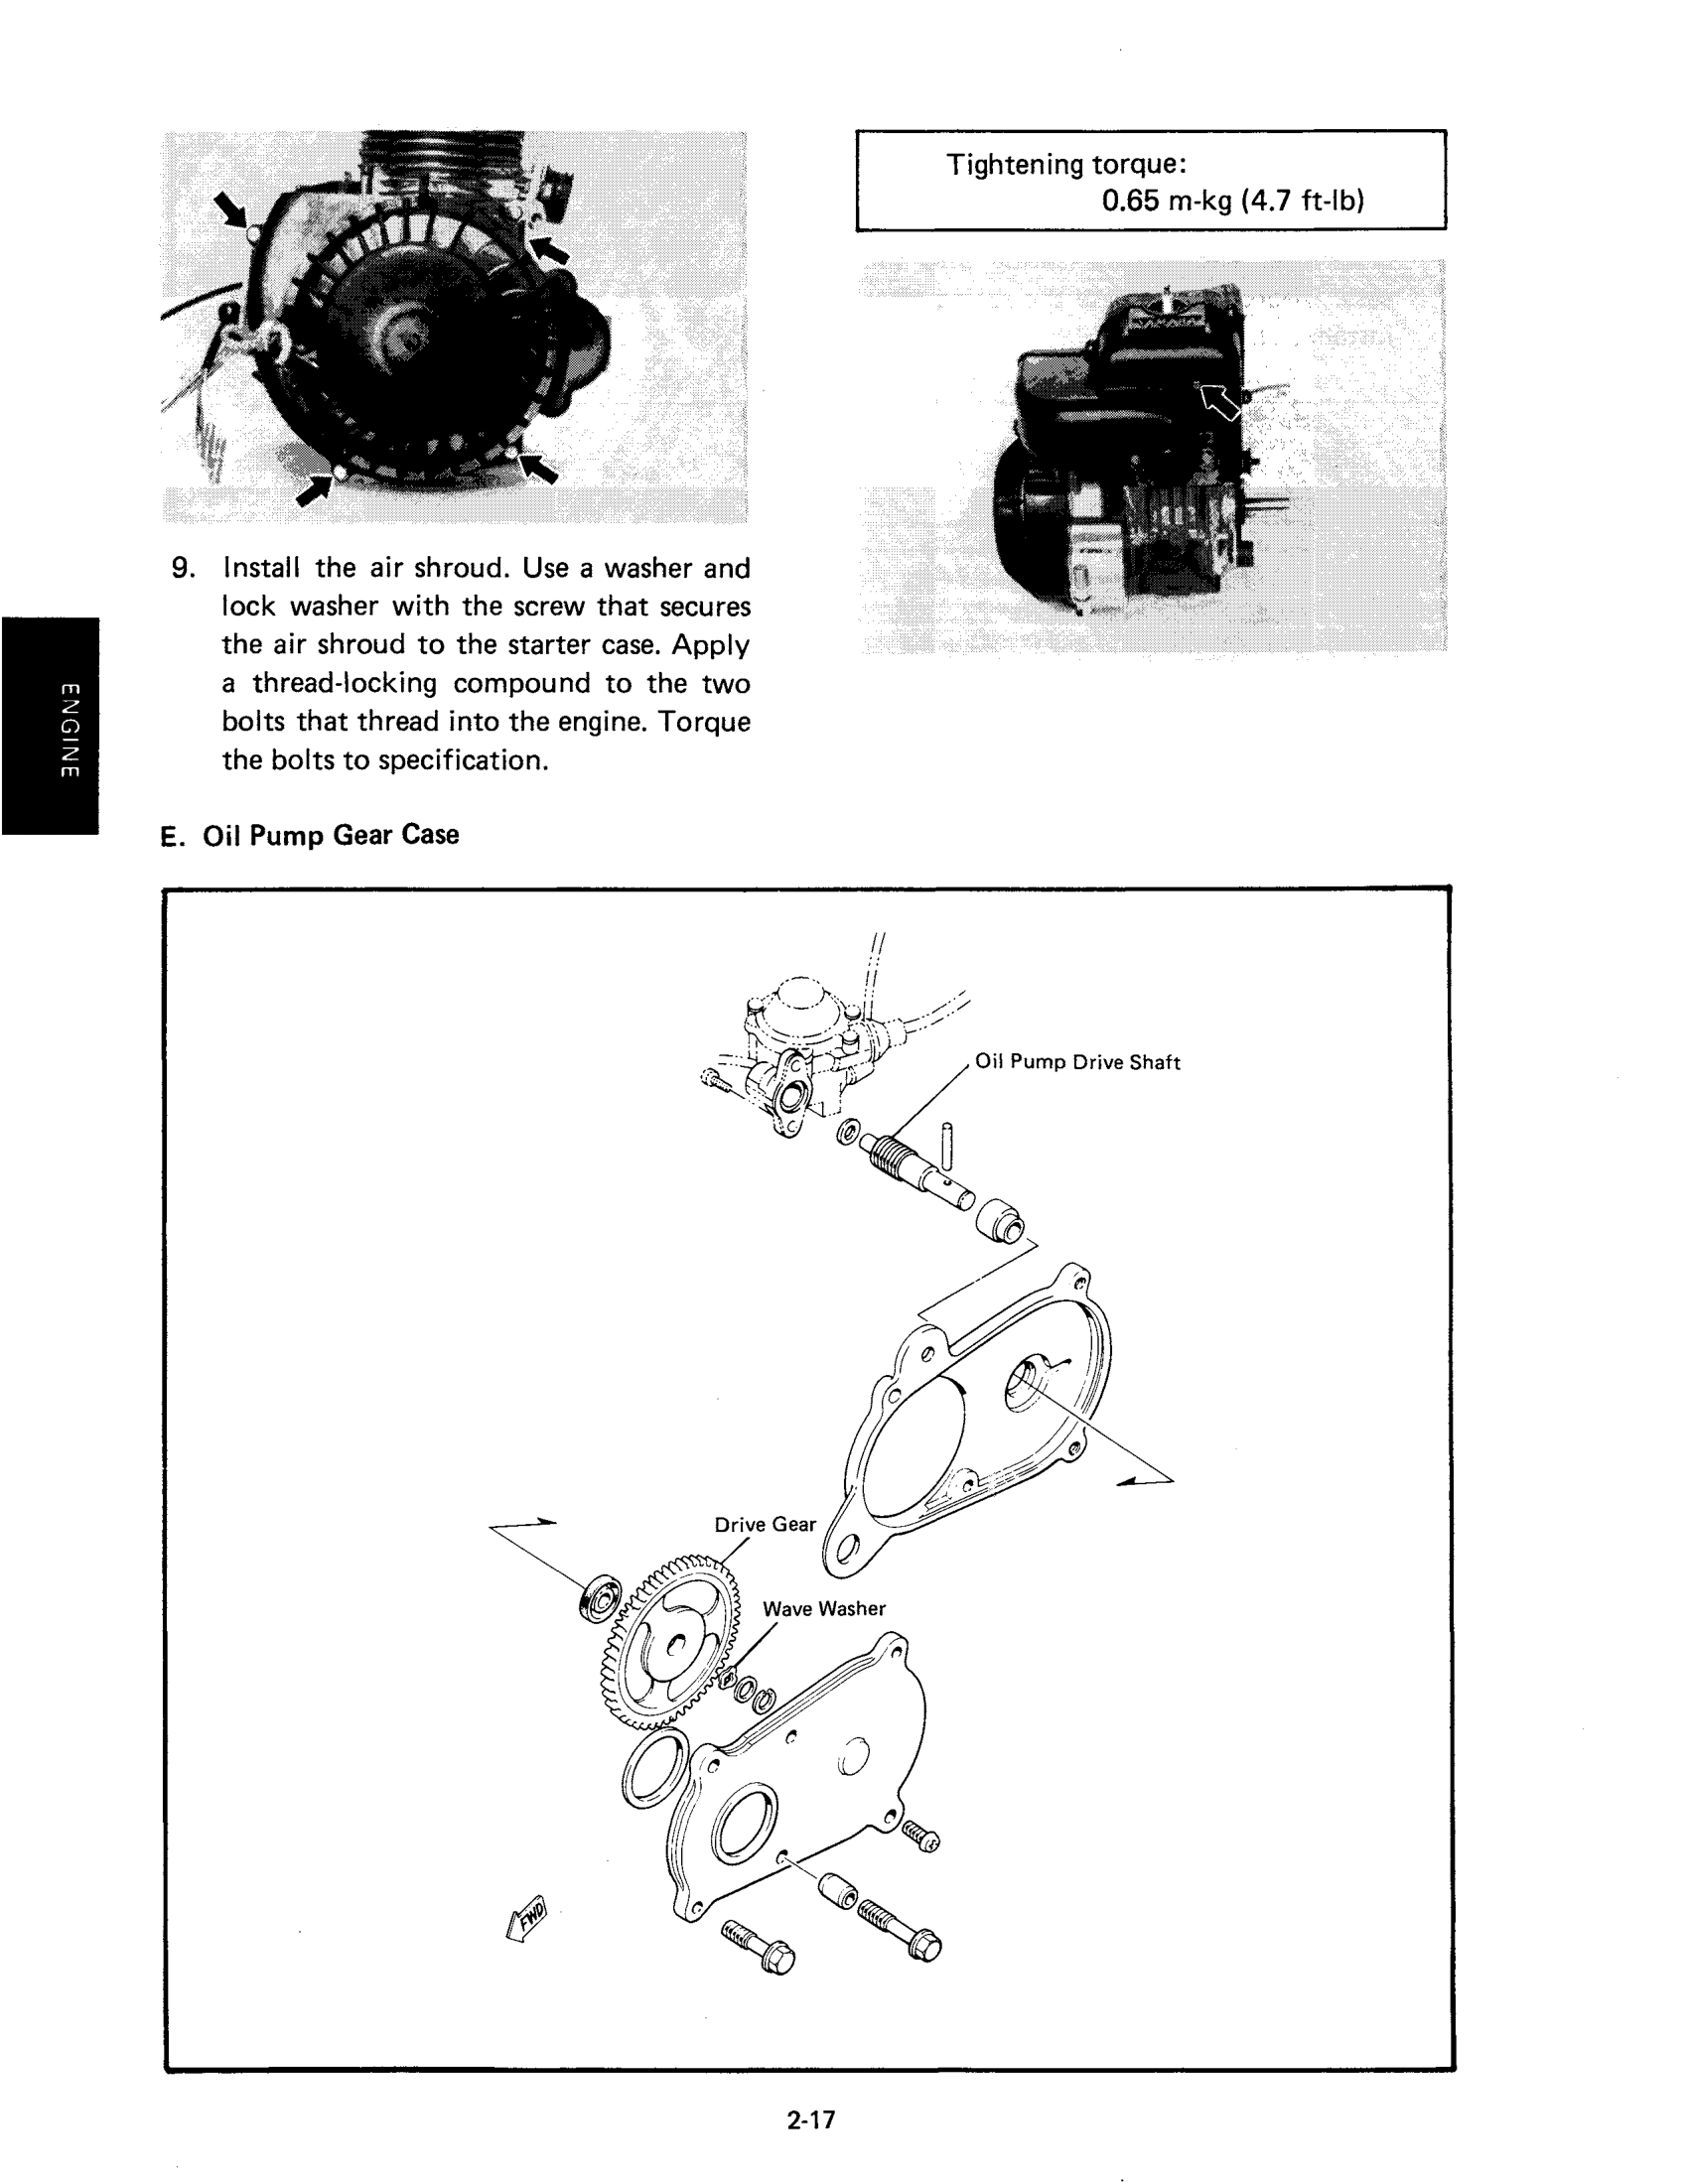 9. Install the air shroud. Use a washer and
lock washer with the screw that secures
the air shroud to the starter case. Apply
a thread-locking compound to the two
bolts that thread into the engine. Torque
the bolts to specification.
Tightening torque:
0.65 m-kg (4.7 ft-lb)
YAMAHA
ENGINE
E. Oil Pump Gear Case
Oil Pump Drive Shaft
Drive Gear
Wave Washer
FWD
2-17